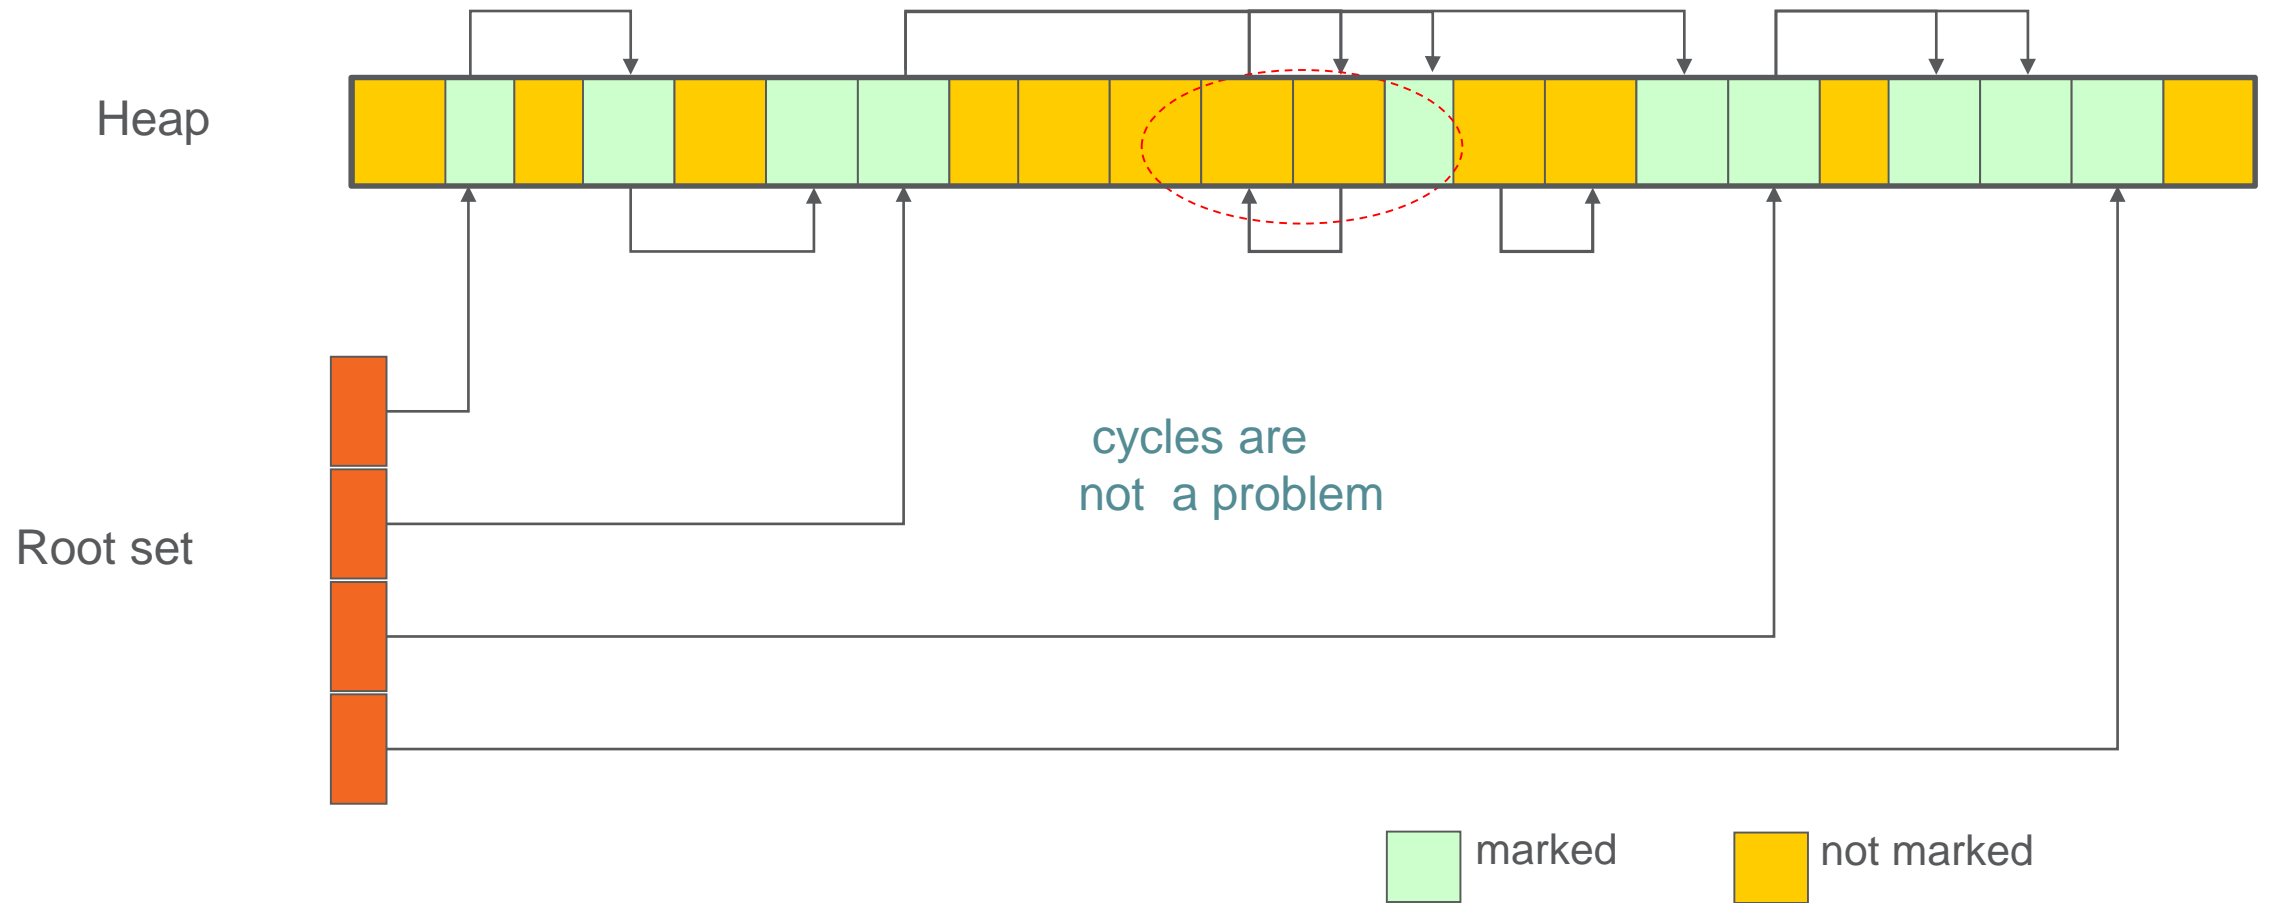 Heap
cycles are
not a problem
Root set
marked
not marked